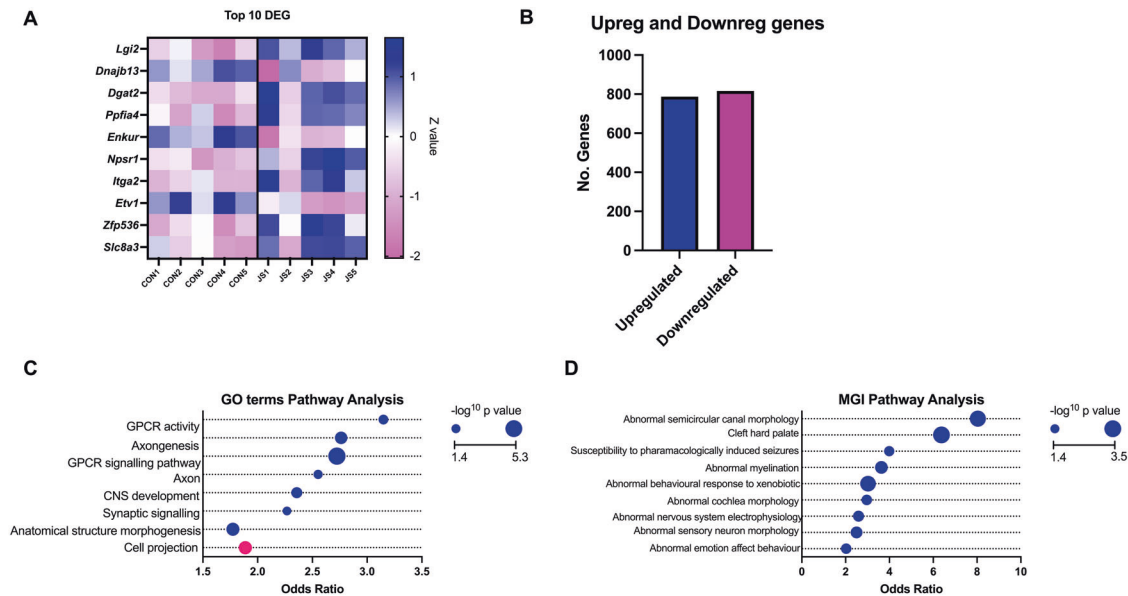 A
Top 10 DEG
Lgi2
Dnajb13
Dgat2
Ppfia4
Enkur
Npsr1
Itga2
Etv1
Zfp536
Slc8a3
CON1 CON2 CON3 CON4 CON5 JS1 JS2 JS3 JS4 JS5
1
0
-1
-2
Z value
B
Upreg and Downreg genes
No. Genes
1000
800
600
400
200
0
Upregulated
Downregulated
C
GO terms Pathway Analysis
GPCR activity
Axongenesis
GPCR signalling pathway
Axon
CNS development
Synaptic signalling
Anatomical structure morphogenesis
Cell projection
1.5 2.0 2.5 3.0 3.5
Odds Ratio
-log10 p value
1.4 5.3
D
MGI Pathway Analysis
Abnormal semicircular canal morphology
Cleft hard palate
Susceptibility to pharamacologically induced seizures
Abnormal myelination
Abnormal behavioural response to xenobiotic
Abnormal cochlea morphology
Abnormal nervous system electrophysiology
Abnormal sensory neuron morphology
Abnormal emotion affect behaviour
0 2 4 6 8 10
Odds Ratio
-log10 p value
1.4 3.5